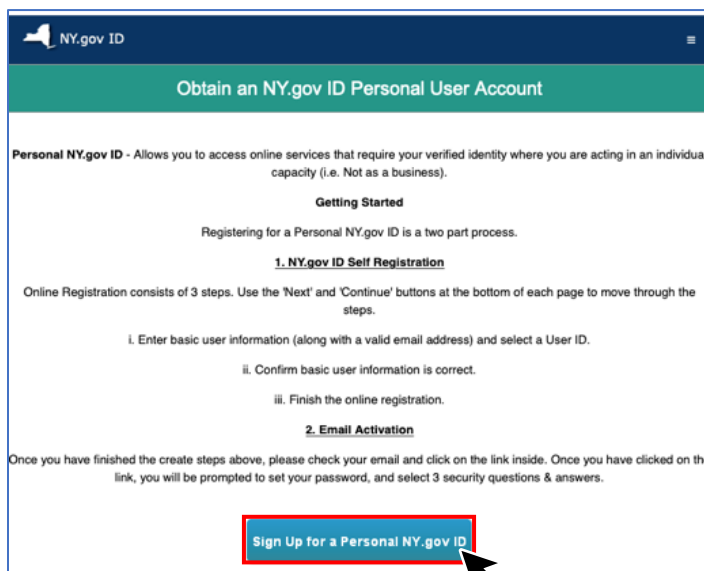 NY.gov ID
Obtain an NY.gov ID Personal User Account
Personal NY.gov ID - Allows you to access online services that require your verified identity where you are acting in an individua
capacity (i.e. Not as a business).
Getting Started
Registering for a Personal NY.gov ID is a two part process.
1. NY.gov ID Self Registration
Online Registration consists of 3 steps. Use the 'Next' and 'Continue' buttons at the bottom of each page to move through the
steps.
i. Enter basic user information (along with a valid email address) and select a User ID.
ii. Confirm basic user information is correct.
iii. Finish the online registration.
2. Email Activation
Once you have finished the create steps above, please check your email and click on the link inside. Once you have clicked on th
link, you will be prompted to set your password, and select 3 security questions & answers.
Sign Up for a Personal NY.gov ID